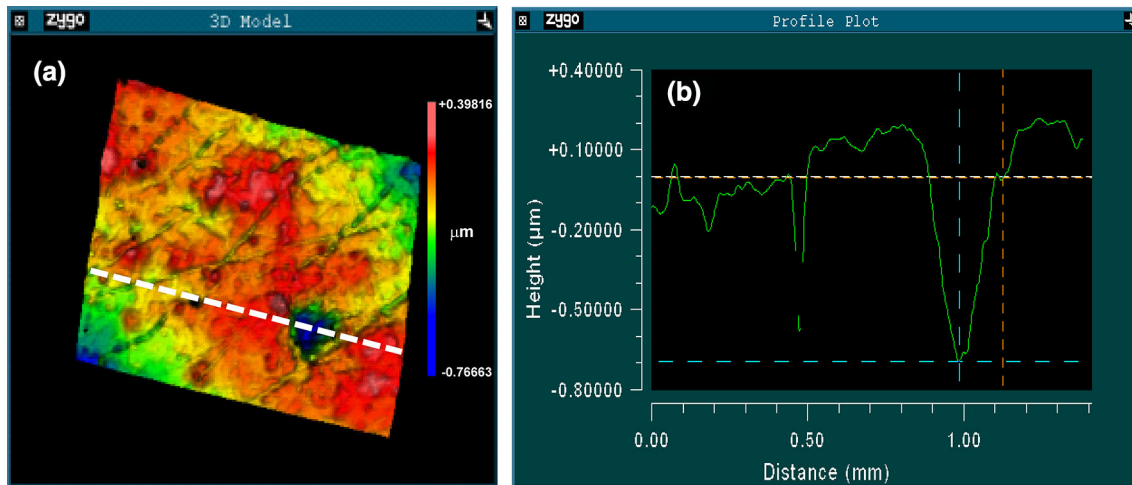 zygo
3D Model
(a)
+0.39816
μm
-0.76663
zygo
Profile Plot
(b)
Height (μm)
+0.40000
+0.10000
-0.20000
-0.50000
-0.80000
0.00
0.50
1.00
Distance (mm)